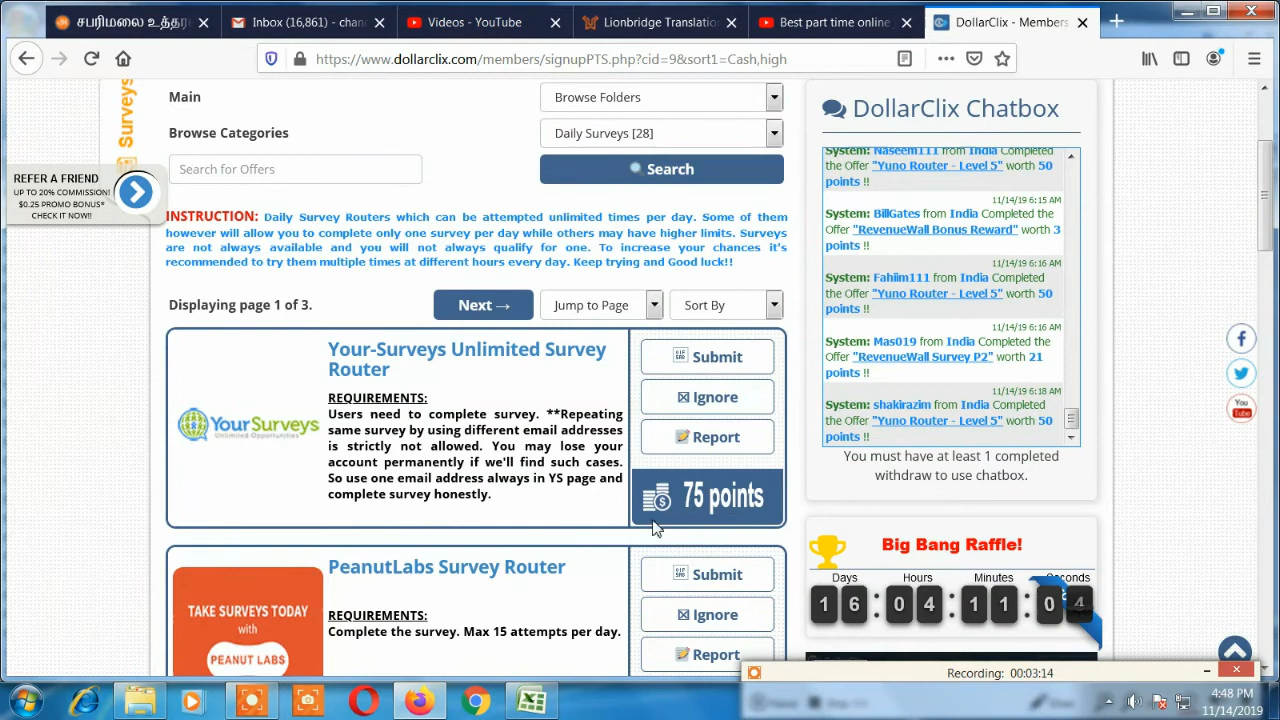 சபரிமலை உத்தர
Inbox (16,861) - chan
Videos - YouTube
Lionbridge Translation
Best part time online
DollarClix - Members
https://www.dollarclix.com/members/signupPTS.php?cid=9&sort1=Cash,high
Surveys
Main
Browse Folders
Browse Categories
Daily Surveys [28]
Search for Offers
Search
REFER A FRIEND
UP TO 20% COMMISSION!
$0.25 PROMO BONUS*
CHECK IT NOW!!
INSTRUCTION: Daily Survey Routers which can be attempted unlimited times per day. Some of them
however will allow you to complete only one survey per day while others may have higher limits. Surveys
are not always available and you will not always qualify for one. To increase your chances it's
recommended to try them multiple times at different hours every day. Keep trying and Good luck!!
Displaying page 1 of 3.
Next →
Jump to Page
Sort By
Your-Surveys Unlimited Survey
Router
REQUIREMENTS:
Users need to complete survey. **Repeating
same survey by using different email addresses
is strictly not allowed. You may lose your
account permanently if we'll find such cases.
So use one email address always in YS page and
complete survey honestly.
YourSurveys
Unlimited Opportunities
Submit
Ignore
Report
75 points
PeanutLabs Survey Router
REQUIREMENTS:
Complete the survey. Max 15 attempts per day.
TAKE SURVEYS TODAY
with
PEANUT LABS
Submit
Ignore
Report
DollarClix Chatbox
System: Naseem111 from India Completed
the Offer "Yuno Router - Level 5" worth 50
points !!
11/14/19 6:15 AM
System: BillGates from India Completed the
Offer "RevenueWall Bonus Reward" worth 3
points !!
11/14/19 6:16 AM
System: Fahiim111 from India Completed
the Offer "Yuno Router - Level 5" worth 50
points !!
11/14/19 6:16 AM
System: Mas019 from India Completed the
Offer "RevenueWall Survey P2" worth 21
points !!
11/14/19 6:18 AM
System: shakirazim from India Completed
the Offer "Yuno Router - Level 5" worth 50
points !!
You must have at least 1 completed
withdraw to use chatbox.
Big Bang Raffle!
Days Hours Minutes Seconds
16:04:11:04
You Tube
Recording: 00:03:14
4:48 PM
11/14/2019